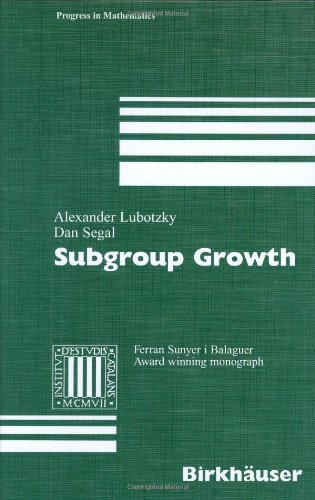 Progress in Mathematics
Alexander Lubotzky
Dan Segal
Subgroup Growth
INSTITVT
D'ESTVDIS
CATALANS
MCMVII
Ferran Sunyer i Balaguer
Award winning monograph
Birkhäuser